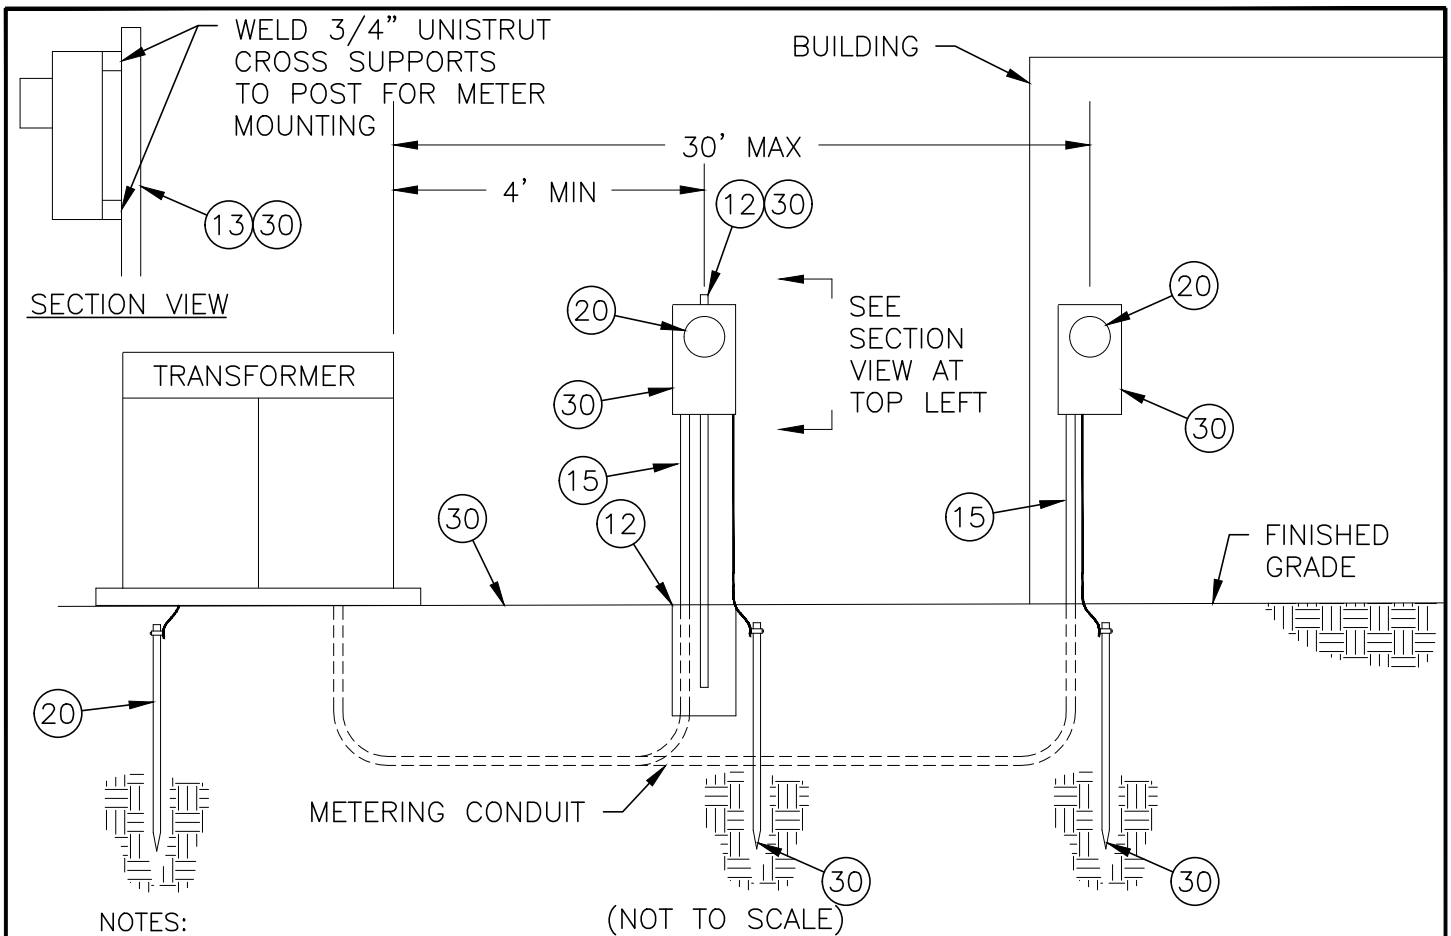 WELD 3/4" UNISTRUT
CROSS SUPPORTS
TO POST FOR METER
MOUNTING
BUILDING
30' MAX
4' MIN
12 30
13 30
SECTION VIEW
20
20
SEE
SECTION
VIEW AT
TOP LEFT
TRANSFORMER
30
30
15
15
30
12
FINISHED
GRADE
20
METERING CONDUIT
30
30
NOTES:
(NOT TO SCALE)